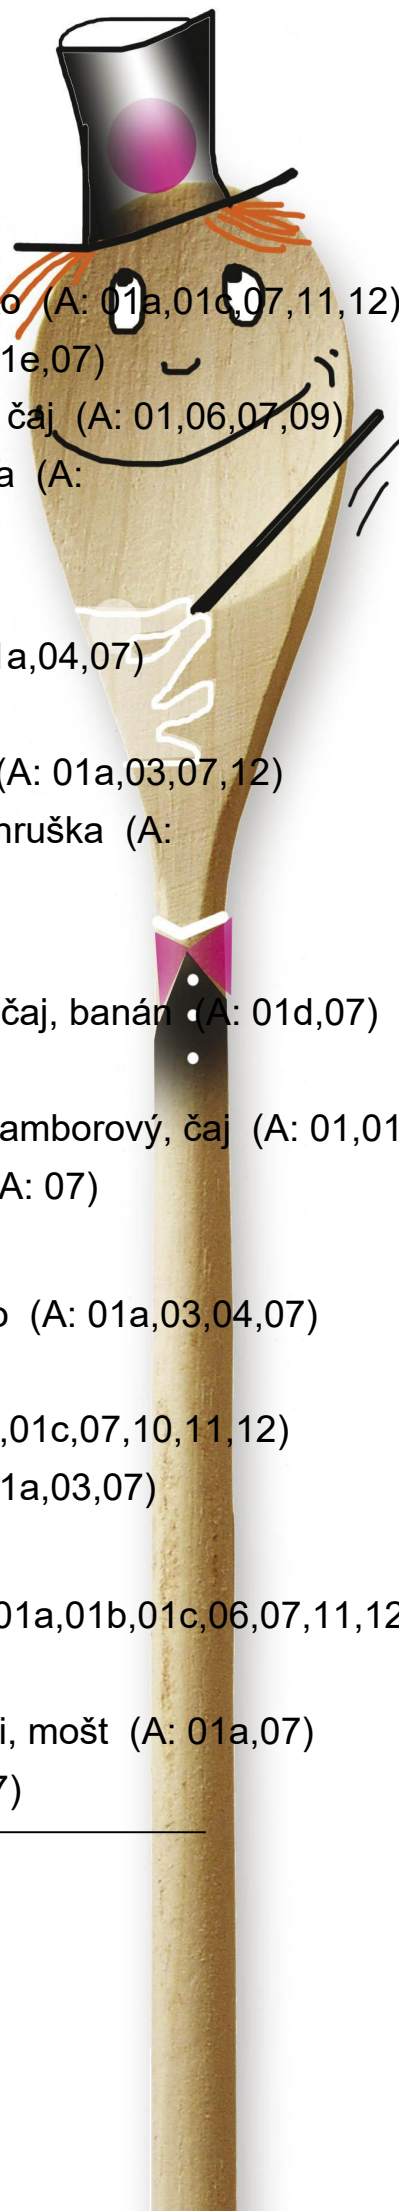 o (A: 01a,01c,07,11,12)
1e,07)
čaj (A: 01,06,07,09)
a (A:
1a,04,07)
(A: 01a,03,07,12)
hruška (A:
čaj, banán (A: 01d,07)
amborový, čaj (A: 01,01
A: 07)
o (A: 01a,03,04,07)
,01c,07,10,11,12)
1a,03,07)
01a,01b,01c,06,07,11,12
i, mošt (A: 01a,07)
7)